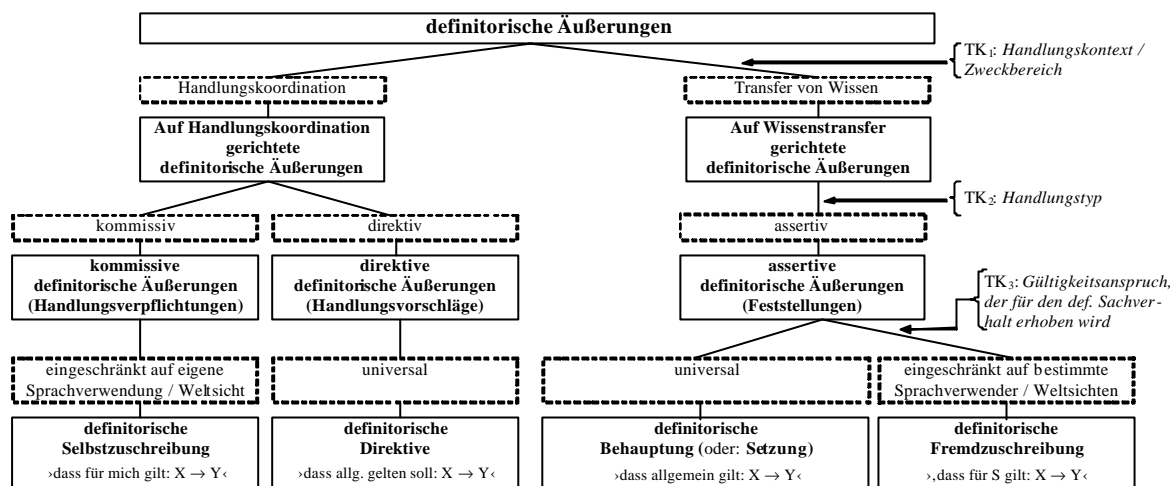 definitorische Äußerungen
TK1: Handlungskontext /
Zweckbereich
Handlungskoordination
Transfer von Wissen
Auf Handlungskoordination
gerichtete
definitorische Äußerungen
Auf Wissenstransfer
gerichtete
definitorische Äußerungen
TK2: Handlungstyp
kommissiv
direktiv
assertiv
kommissive
definitorische Äußerungen
(Handlungsverpflichtungen)
direktive
definitorische Äußerungen
(Handlungsvorschläge)
assertive
definitorische Äußerungen
(Feststellungen)
TK3: Gültigkeitsanspruch,
der für den def. Sachver-
halt erhoben wird
eingeschränkt auf eigene
Sprachverwendung / Weltsicht
universal
universal
eingeschränkt auf bestimmte
Sprachverwender / Weltsichten
definitorische
Selbstzuschreibung
›dass für mich gilt: X → Y‹
definitorische
Direktive
›dass allg. gelten soll: X → Y‹
definitorische
Behauptung (oder: Setzung)
›dass allgemein gilt: X → Y‹
definitorische
Fremdzuschreibung
›,dass für S gilt: X → Y‹